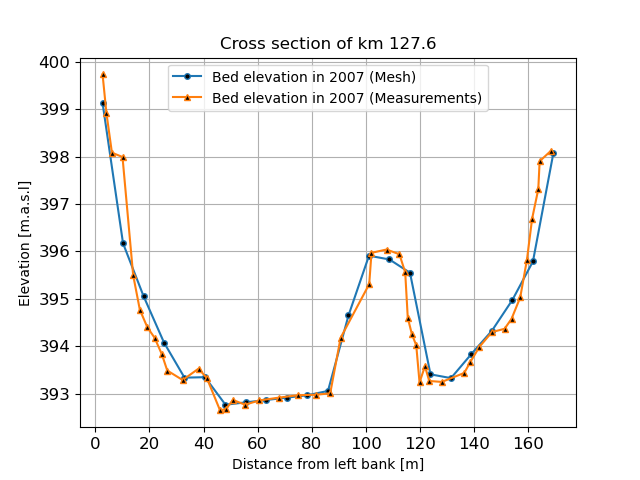 Cross section of km 127.6
Bed elevation in 2007 (Mesh)
Bed elevation in 2007 (Measurements)
Elevation [m.a.s.l]
400
399
398
397
396
395
394
393
0 20 40 60 80 100 120 140 160
Distance from left bank [m]